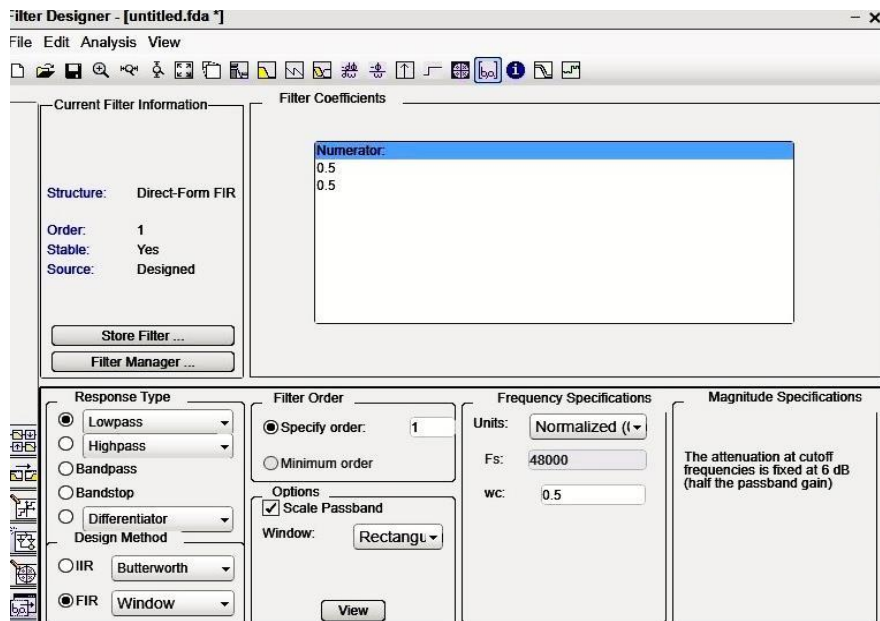 Filter Designer - [untitled.fda *]
File Edit Analysis View
Current Filter Information
Structure: Direct-Form FIR
Order: 1
Stable: Yes
Source: Designed
Store Filter ...
Filter Manager ...
Filter Coefficients
Numerator:
0.5
0.5
Response Type
Lowpass
Highpass
Bandpass
Bandstop
Differentiator
Design Method
IIR Butterworth
FIR Window
Filter Order
Specify order: 1
Minimum order
Options
Scale Passband
Window: Rectangu
View
Frequency Specifications
Units: Normalized ((
Fs: 48000
wc: 0.5
Magnitude Specifications
The attenuation at cutoff
frequencies is fixed at 6 dB
(half the passband gain)